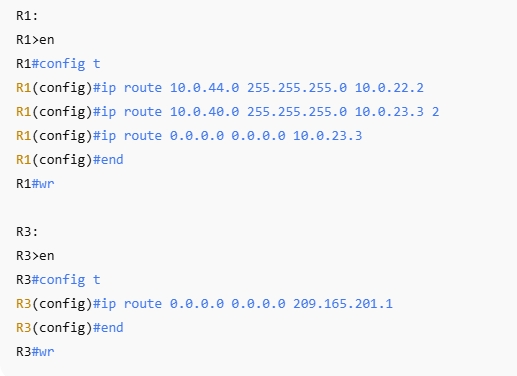 R1:
R1>en
R1#config t
R1(config)#ip route 10.0.44.0 255.255.255.0 10.0.22.2
R1(config)#ip route 10.0.40.0 255.255.255.0 10.0.23.3 2
R1(config)#ip route 0.0.0.0 0.0.0.0 10.0.23.3
R1(config)#end
R1#wr
R3:
R3>en
R3#config t
R3(config)#ip route 0.0.0.0 0.0.0.0 209.165.201.1
R3(config)#end
R3#wr